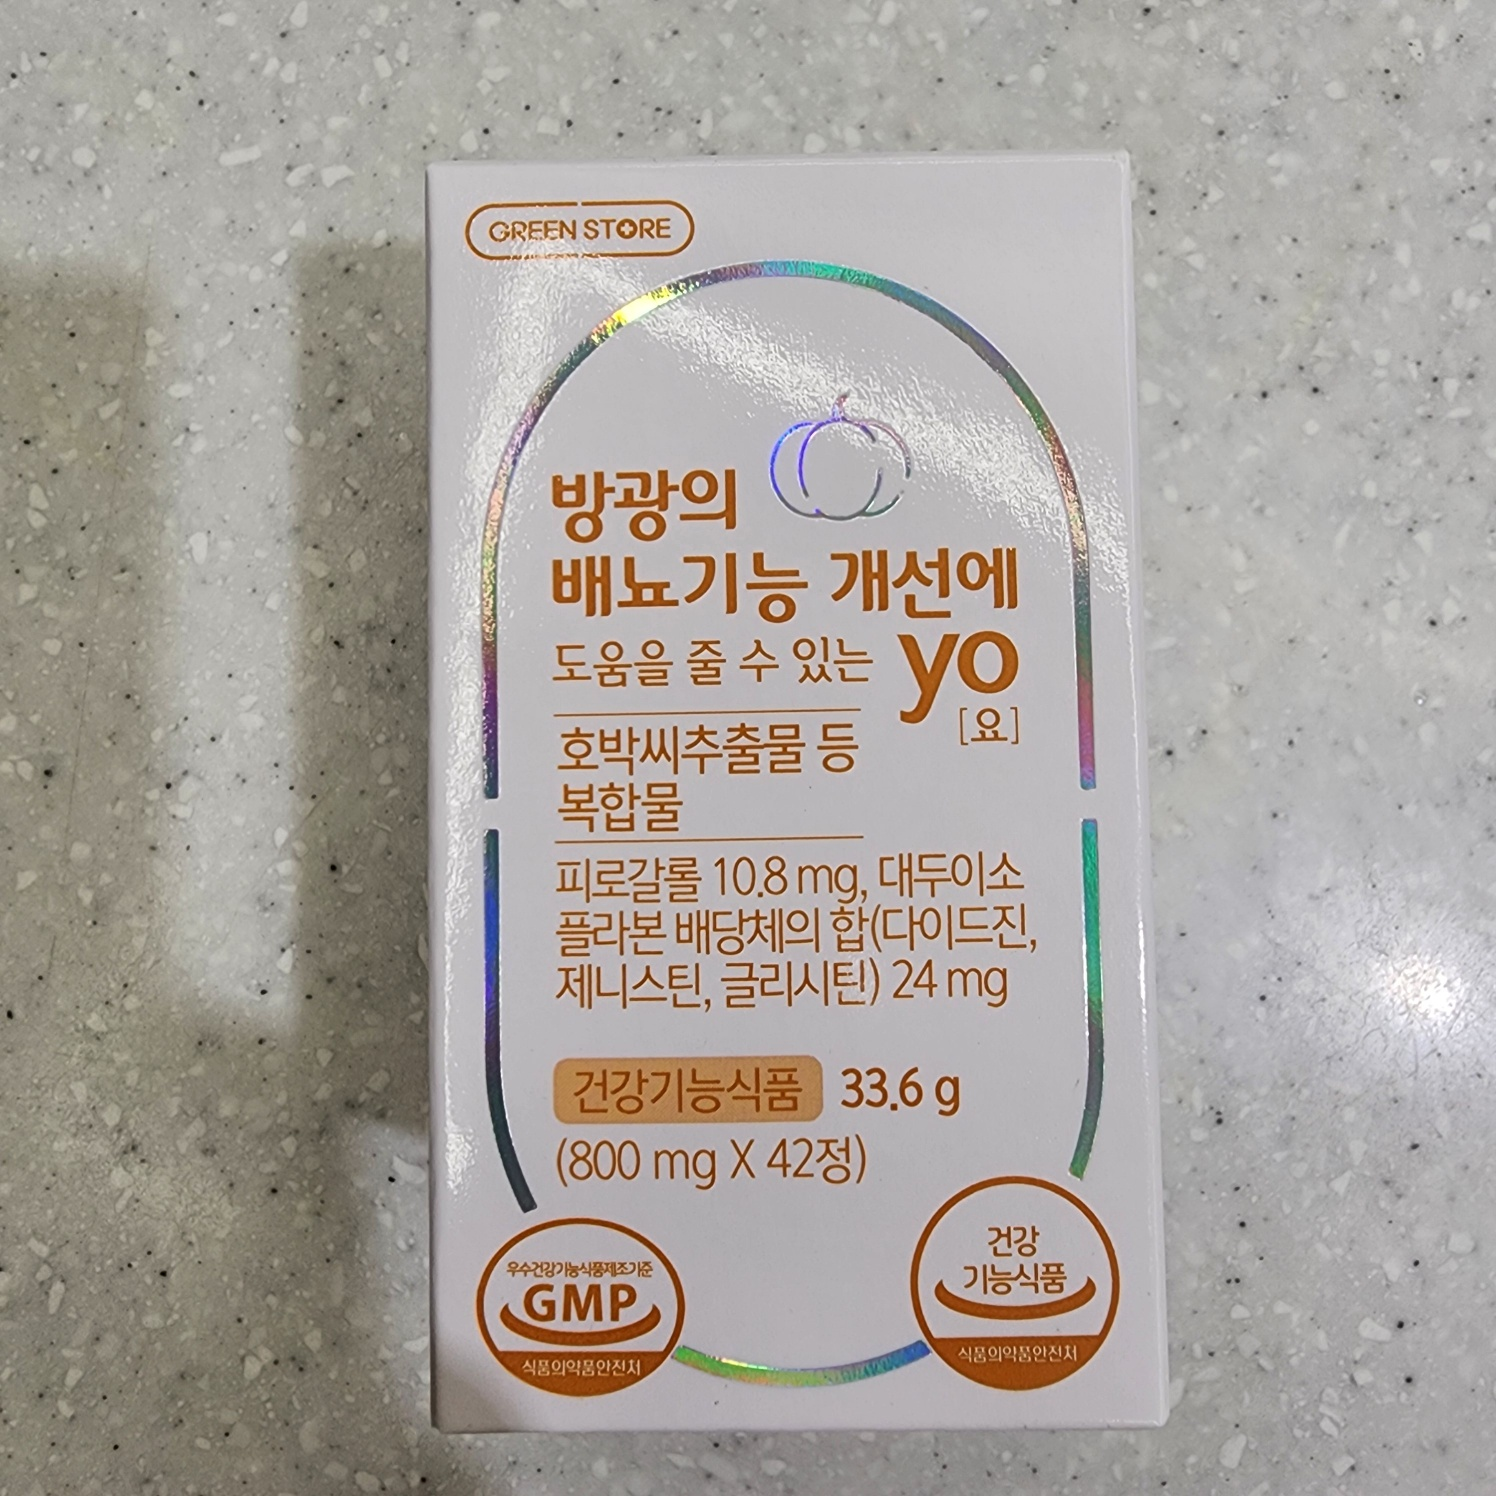 GREEN STORE
방광의
배뇨기능 개선에
도움을 줄 수 있는 yo
[요]
호박씨추출물 등
복합물
피로갈롤 10.8 mg, 대두이소
플라본 배당체의 합(다이드진,
제니스틴, 글리시틴) 24 mg
건강기능식품 33.6 g
(800 mg X 42정)
우수건강기능식품제조기준
GMP
식품의약품안전처
건강
기능식품
식품의약품안전처